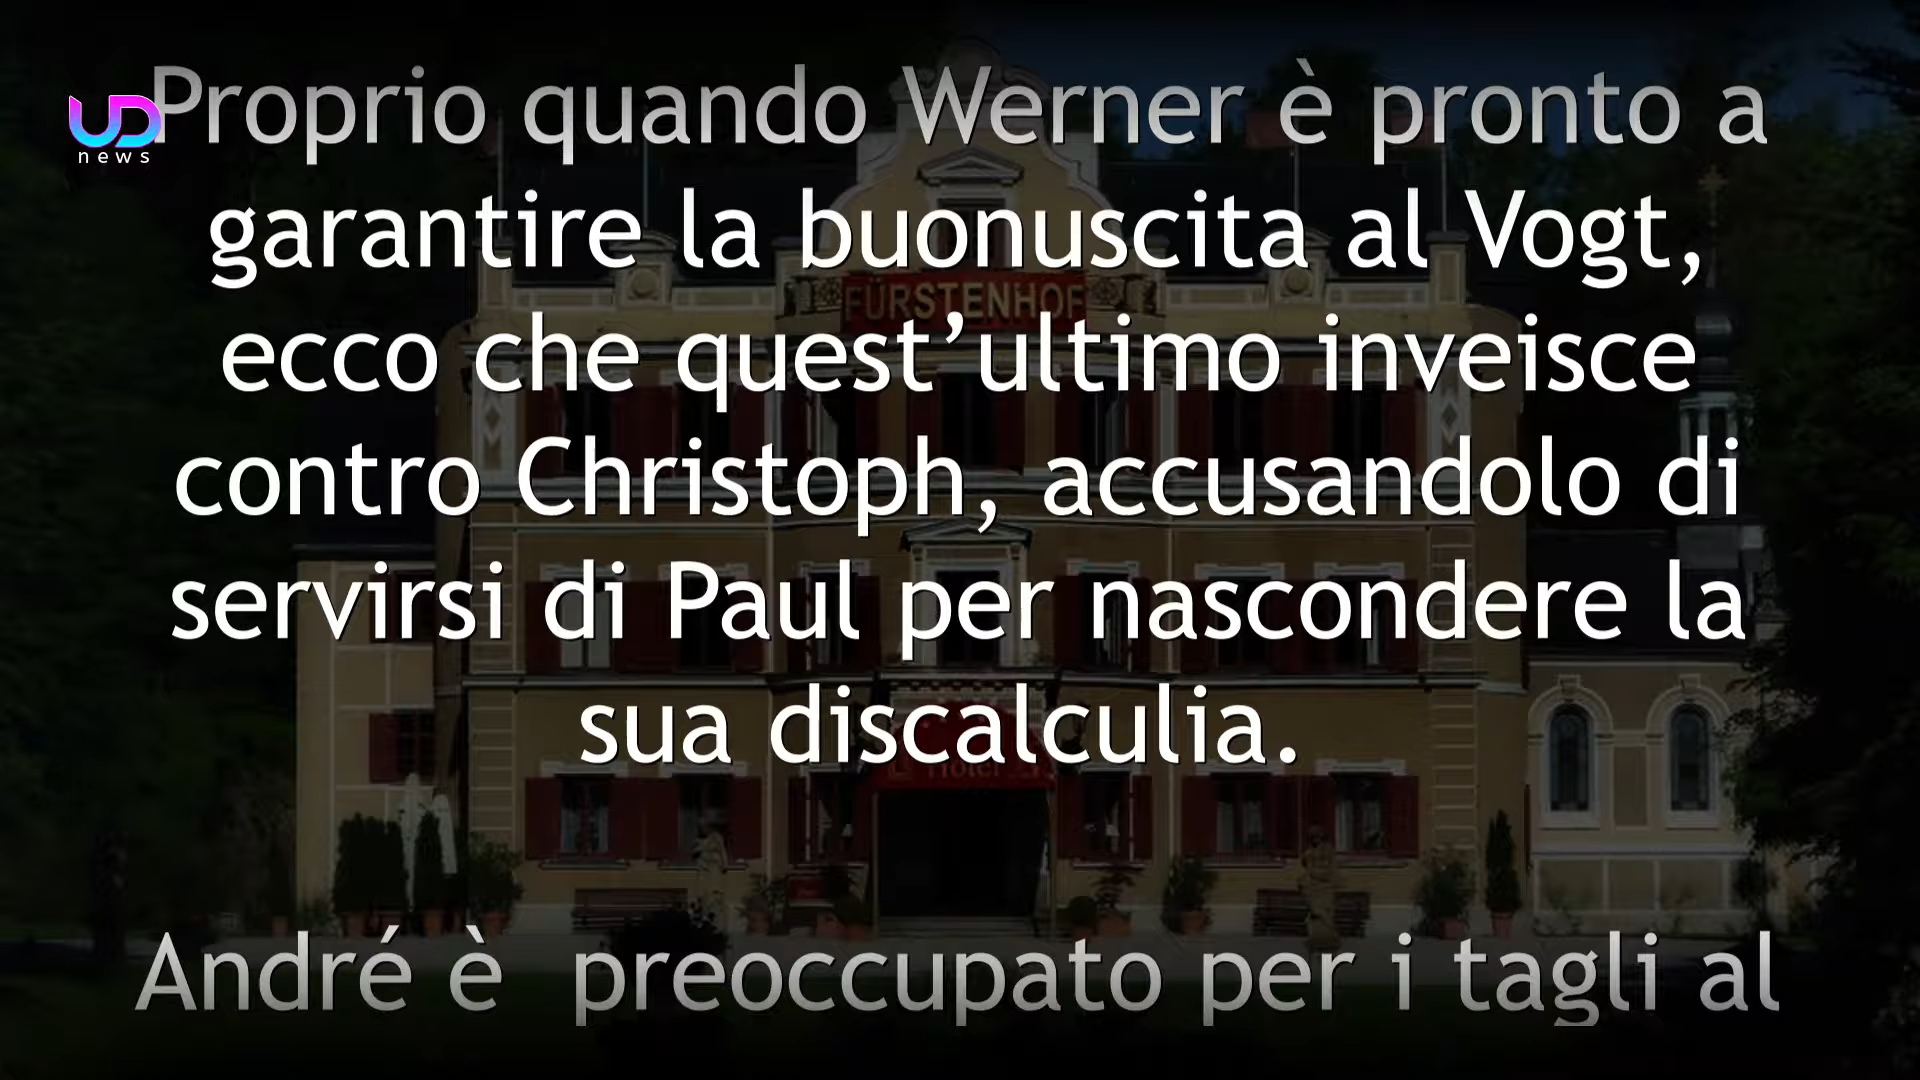 UD
news
Proprio quando Werner è pronto a
garantire la buonuscita al Vogt,
FÜRSTENHOF
ecco che quest’ultimo inveisce
contro Christoph, accusandolo di
servirsi di Paul per nascondere la
sua discalculia.
Hotel
André è  preoccupato per i tagli al